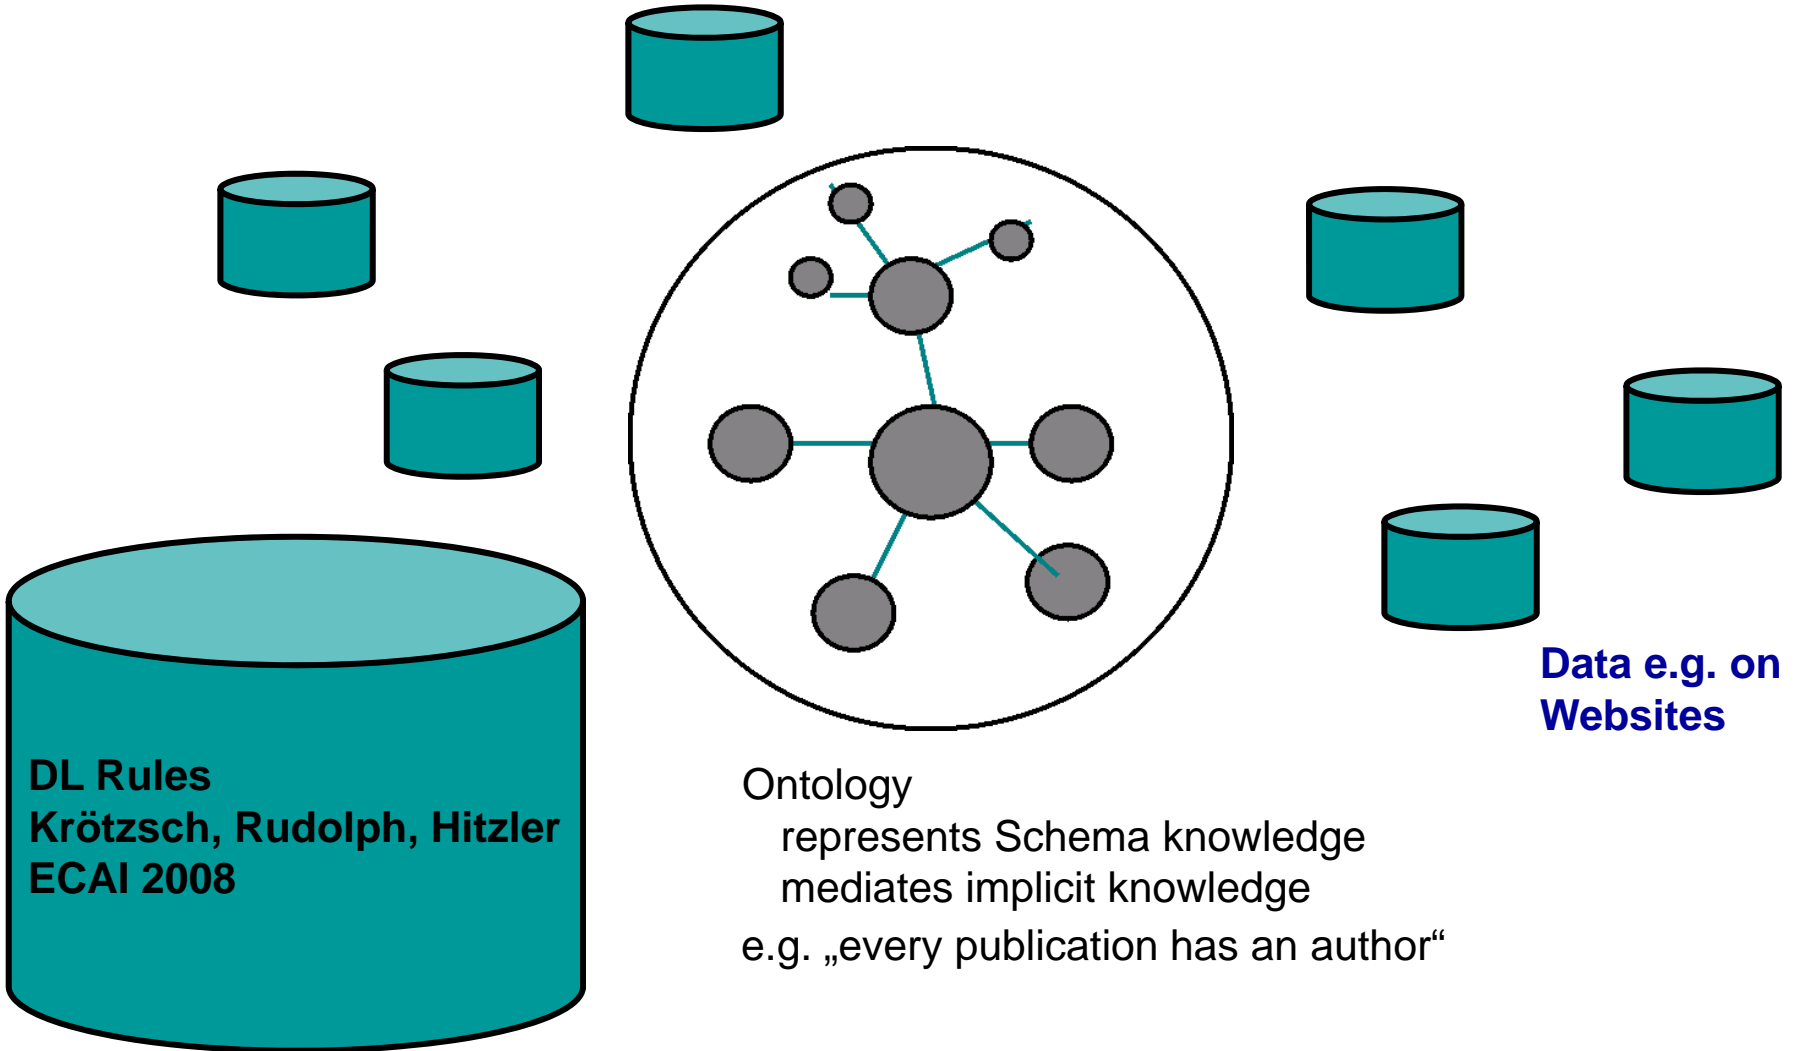 Data e.g. on
Websites
DL Rules
Krötzsch, Rudolph, Hitzler
ECAI 2008
Ontology
represents Schema knowledge
mediates implicit knowledge
e.g. „every publication has an author“